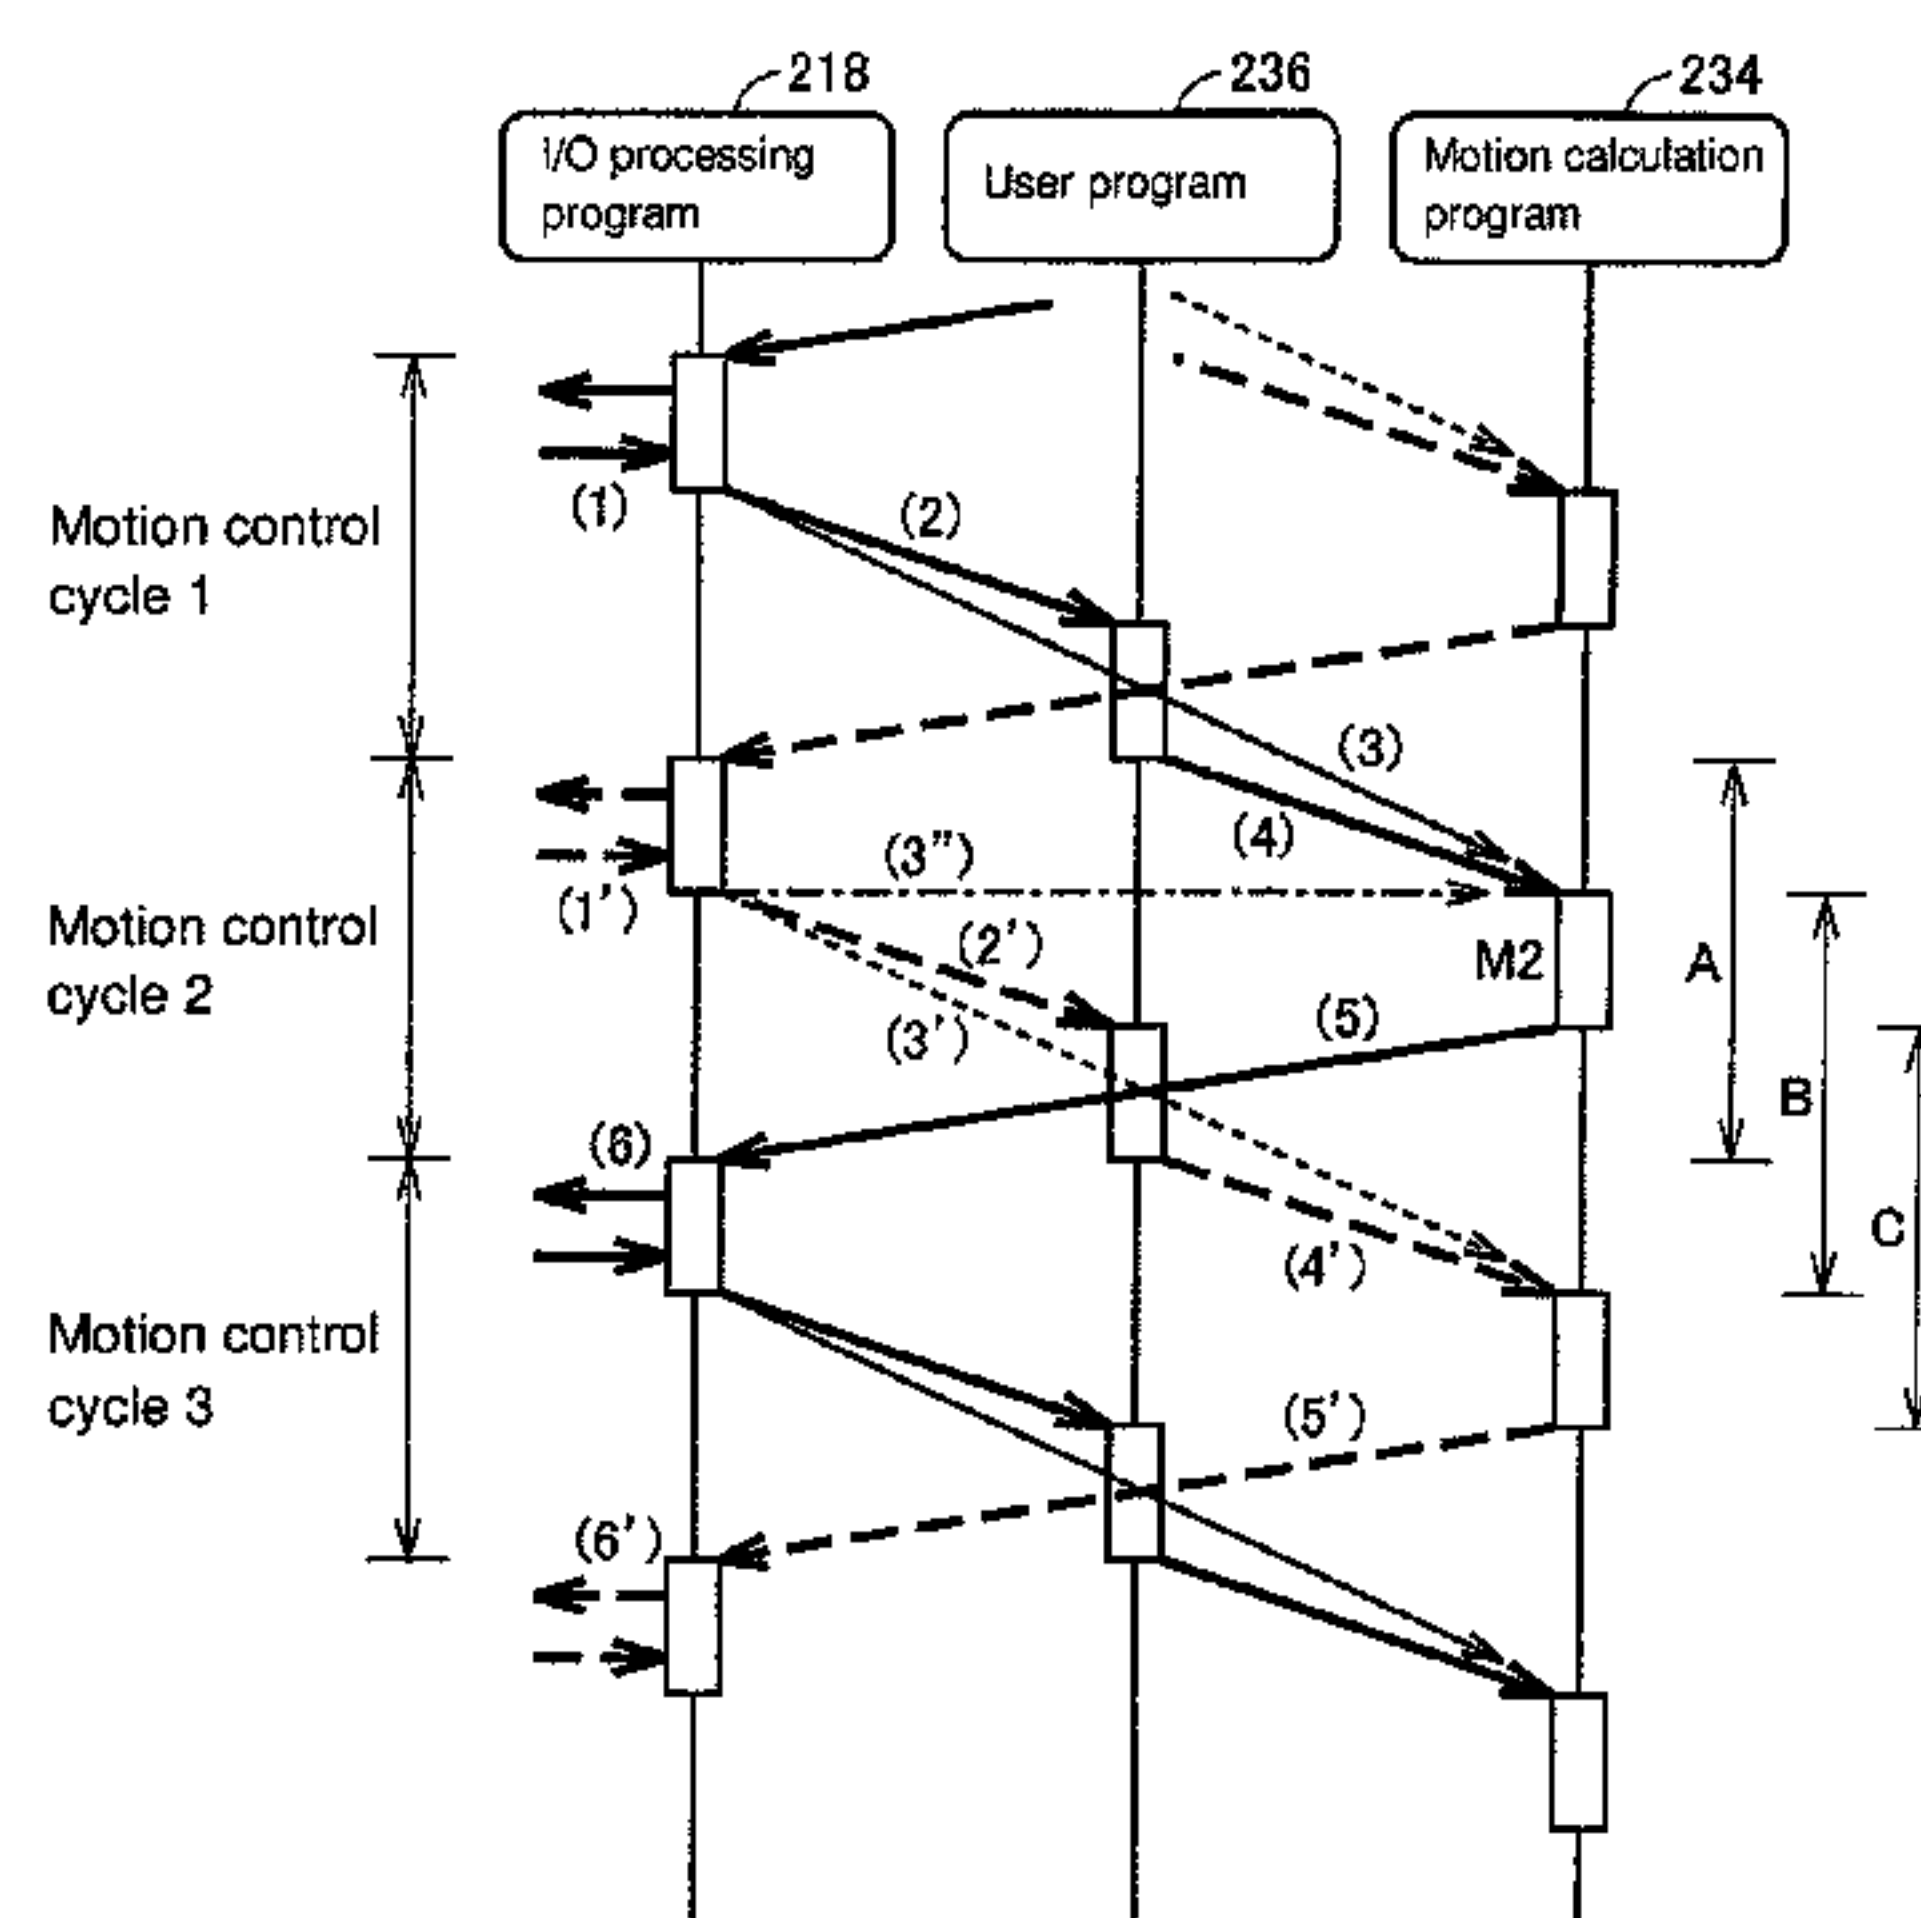 218
236
234
I/O processing
program
User program
Motion calculation
program
(1)
(2)
Motion control
cycle 1
(3)
(4)
(3")
(1')
(2')
Motion control
cycle 2
M2
A
(3')
(5)
B
(6)
(4')
C
Motion control
cycle 3
(5')
(6')